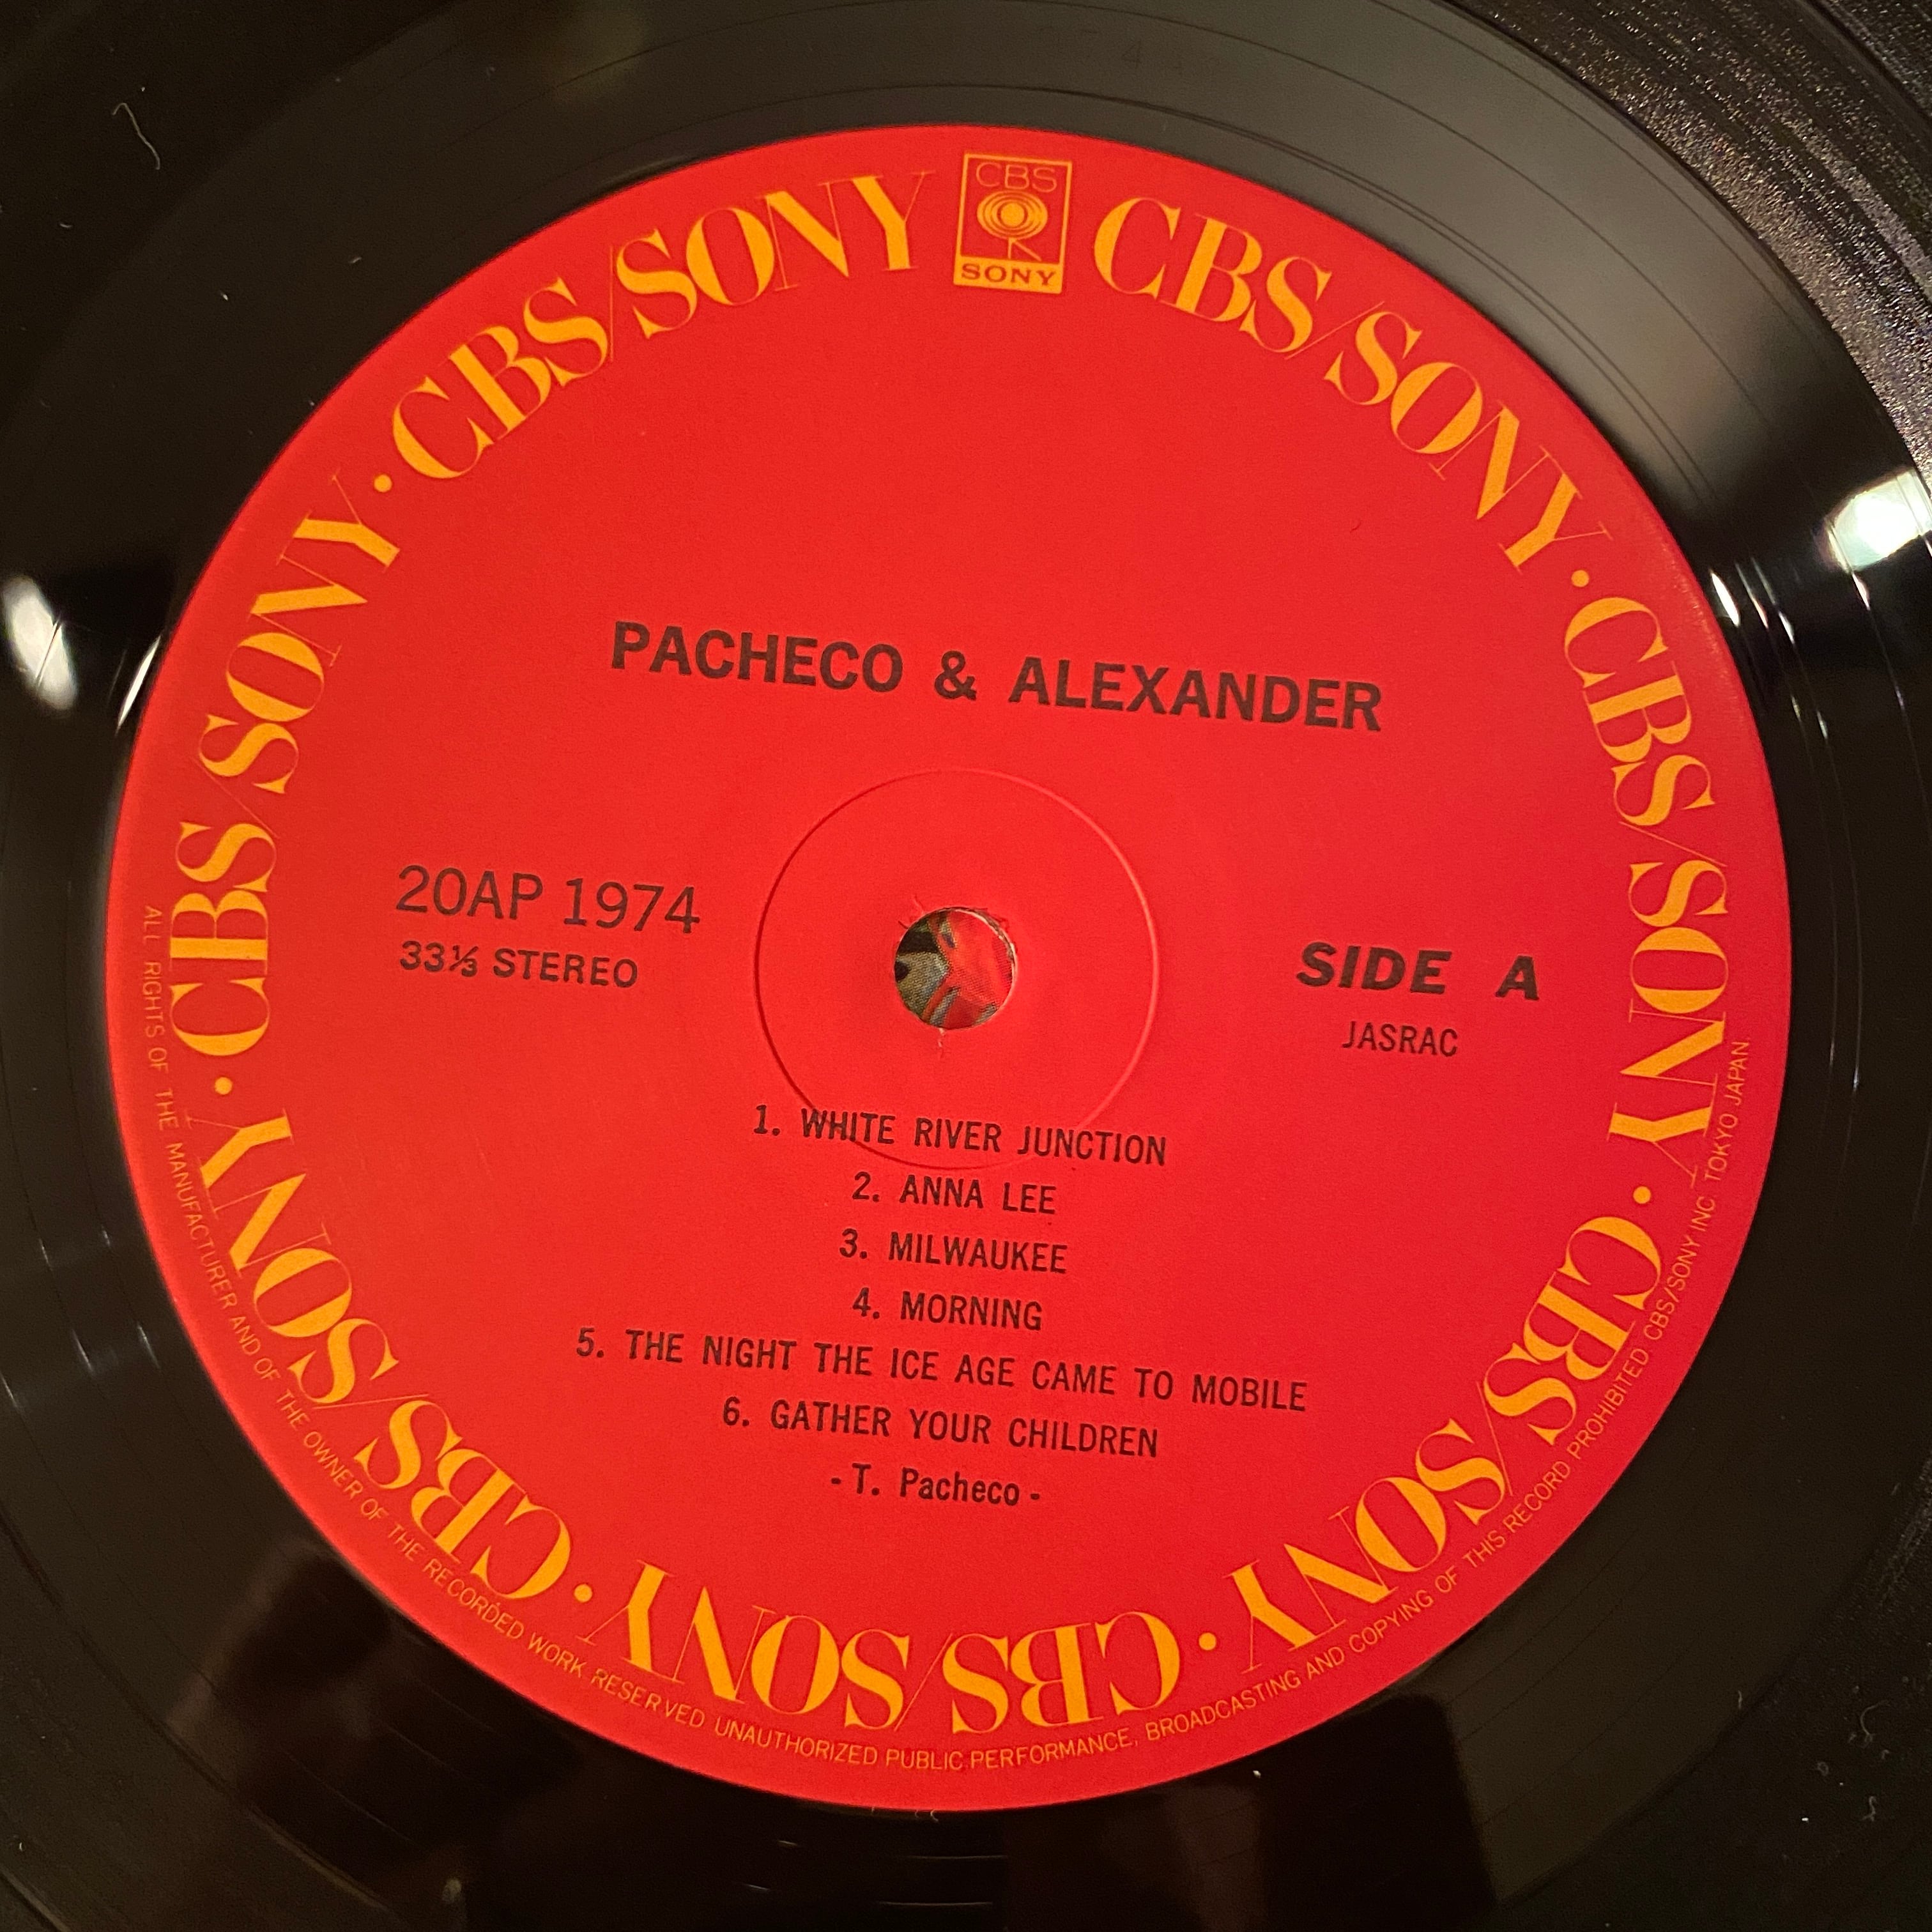 CBS
SONY
CBS/SONY · CBS/SONY · CBS/SONY · CBS/SONY · CBS/SONY · CBS/SONY · CBS/SONY
PACHECO & ALEXANDER
20AP 1974
33⅓ STEREO
SIDE A
JASRAC
1. WHITE RIVER JUNCTION
2. ANNA LEE
3. MILWAUKEE
4. MORNING
5. THE NIGHT THE ICE AGE CAME TO MOBILE
6. GATHER YOUR CHILDREN
- T. Pacheco -
ALL RIGHTS OF THE MANUFACTURER AND OF THE OWNER OF THE RECORDED WORK RESERVED UNAUTHORIZED PUBLIC PERFORMANCE, BROADCASTING AND COPYING OF THIS RECORD PROHIBITED CBS/SONY INC. TOKYO JAPAN.